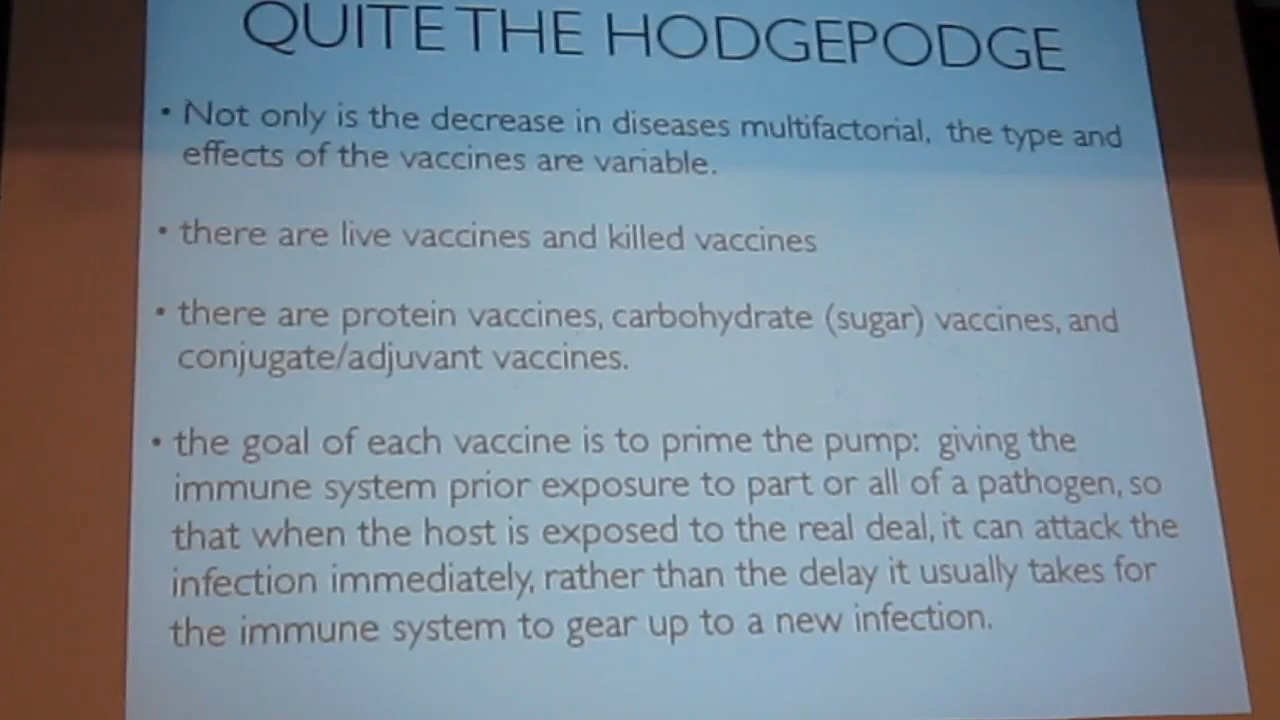 QUITE THE HODGEPODGE
• Not only is the decrease in diseases multifactorial, the type and
effects of the vaccines are variable.
• there are live vaccines and killed vaccines
• there are protein vaccines, carbohydrate (sugar) vaccines, and
conjugate/adjuvant vaccines.
• the goal of each vaccine is to prime the pump: giving the
immune system prior exposure to part or all of a pathogen, so
that when the host is exposed to the real deal, it can attack the
infection immediately, rather than the delay it usually takes for
the immune system to gear up to a new infection.